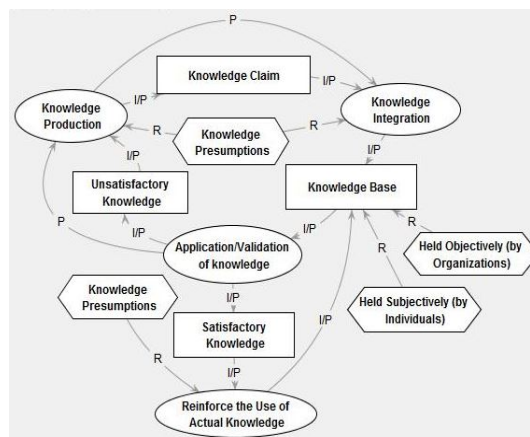 P
Knowledge Claim
I/P
I/P
Knowledge
Production
Knowledge
Integration
R
Knowledge
Presumptions
R
I/P
I/P
Unsatisfactory
Knowledge
Knowledge Base
P
I/P
I/P
R
Application/Validation
of knowledge
R
Held Objectively (by
Organizations)
Knowledge
Presumptions
I/P
Held Subjectively (by
Individuals)
Satisfactory
Knowledge
I/P
R
I/P
Reinforce the Use of
Actual Knowledge